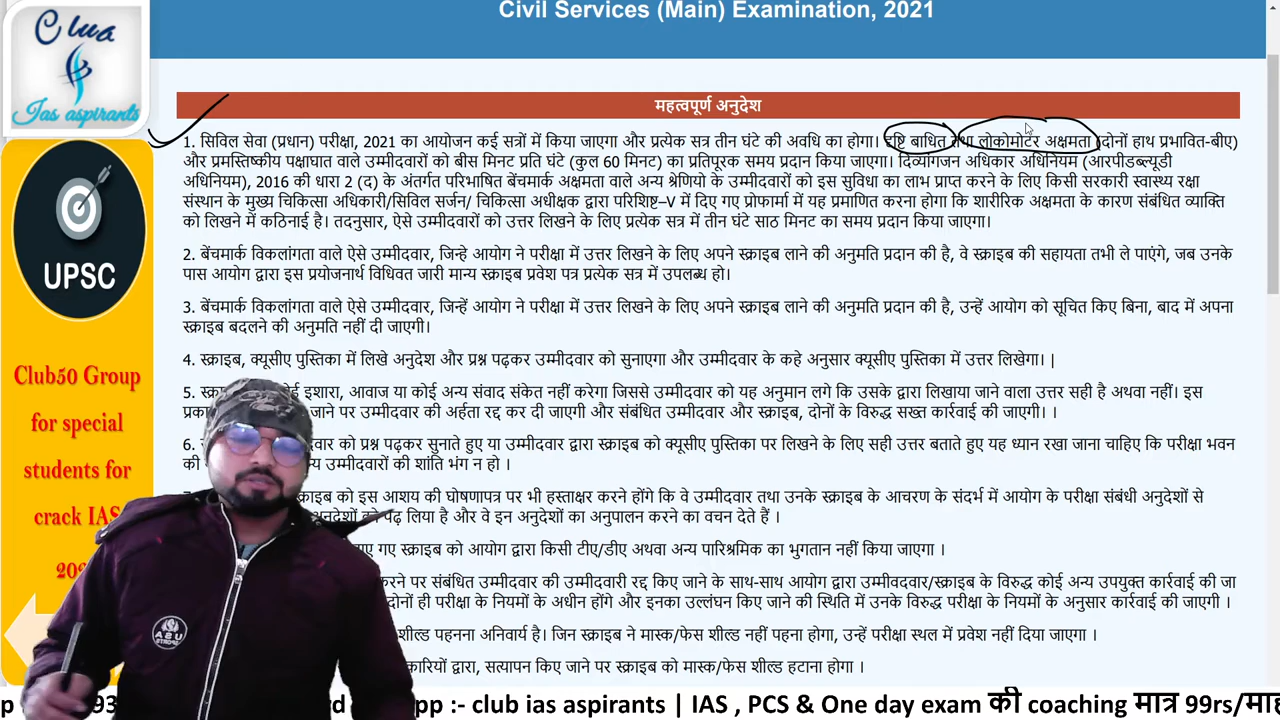 Civil Services (Main) Examination, 2021
Club
Ias aspirants
महत्वपूर्ण अनुदेश
1. सिविल सेवा (प्रधान) परीक्षा, 2021 का आयोजन कई सत्रों में किया जाएगा और प्रत्येक सत्र तीन घंटे की अवधि का होगा। बाधित लोकोमोटर अक्षमता (दोनों हाथ प्रभावित-बीए)
और प्रमस्तिष्कीय पक्षाघात वाले उम्मीदवारों को बीस मिनट प्रति घंटे (कुल 60 मिनट) का प्रतिपूरक समय प्रदान किया जाएगा। दिव्यांगजन अधिकार अधिनियम (आरपीडब्ल्यूडी
अधिनियम), 2016 की धारा 2 (द) के अंतर्गत परिभाषित बेंचमार्क अक्षमता वाले अन्य श्रेणियो के उम्मीदवारों को इस सुविधा का लाभ प्राप्त करने के लिए किसी सरकारी स्वास्थ्य रक्षा
संस्थान के मुख्य चिकित्सा अधिकारी/सिविल सर्जन/ चिकित्सा अधीक्षक द्वारा परिशिष्ट–V में दिए गए प्रोफार्मा में यह प्रमाणित करना होगा कि शारीरिक अक्षमता के कारण संबंधित व्याक्ति
को लिखने में कठिनाई है। तदनुसार, ऐसे उम्मीदवारों को उत्तर लिखने के लिए प्रत्येक सत्र में तीन घंटे साठ मिनट का समय प्रदान किया जाएगा।
2. बेंचमार्क विकलांगता वाले ऐसे उम्मीदवार, जिन्हे आयोग ने परीक्षा में उत्तर लिखने के लिए अपने स्क्राइब लाने की अनुमति प्रदान की है, वे स्क्राइब की सहायता तभी ले पाएंगे, जब उनके
पास आयोग द्वारा इस प्रयोजनार्थ विधिवत जारी मान्य स्क्राइब प्रवेश पत्र प्रत्येक सत्र में उपलब्ध हो।
3. बेंचमार्क विकलांगता वाले ऐसे उम्मीदवार, जिन्हें आयोग ने परीक्षा में उत्तर लिखने के लिए अपने स्क्राइब लाने की अनुमति प्रदान की है, उन्हें आयोग को सूचित किए बिना, बाद में अपना
स्क्राइब बदलने की अनुमति नहीं दी जाएगी।
4. स्क्राइब, क्यूसीए पुस्तिका में लिखे अनुदेश और प्रश्न पढ़कर उम्मीदवार को सुनाएगा और उम्मीदवार के कहे अनुसार क्यूसीए पुस्तिका में उत्तर लिखेगा। |
5. इशारा, आवाज या कोई अन्य संवाद संकेत नहीं करेगा जिससे उम्मीदवार को यह अनुमान लगे कि उसके द्वारा लिखाया जाने वाला उत्तर सही है अथवा नहीं। इस
जाने पर उम्मीदवार की अर्हता रद्द कर दी जाएगी और संबंधित उम्मीदवार और स्क्राइब, दोनों के विरुद्ध सख्त कार्रवाई की जाएगी। ।
6. को प्रश्न पढ़कर सुनाते हुए या उम्मीदवार द्वारा स्क्राइब को क्यूसीए पुस्तिका पर लिखने के लिए सही उत्तर बताते हुए यह ध्यान रखा जाना चाहिए कि परीक्षा भवन
की उम्मीदवारों की शांति भंग न हो ।
को इस आशय की घोषणापत्र पर भी हस्ताक्षर करने होंगे कि वे उम्मीदवार तथा उनके स्क्राइब के आचरण के संदर्भ में आयोग के परीक्षा संबंधी अनुदेशों से
पढ़ लिया है और वे इन अनुदेशों का अनुपालन करने का वचन देते हैं ।
गए स्क्राइब को आयोग द्वारा किसी टीए/डीए अथवा अन्य पारिश्रमिक का भुगतान नहीं किया जाएगा ।
करने पर संबंधित उम्मीदवार की उम्मीदवारी रद्द किए जाने के साथ-साथ आयोग द्वारा उम्मीवदवार/स्क्राइब के विरुद्ध कोई अन्य उपयुक्त कार्रवाई की जा
दोनों ही परीक्षा के नियमों के अधीन होंगे और इनका उल्लंघन किए जाने की स्थिति में उनके विरुद्ध परीक्षा के नियमों के अनुसार कार्रवाई की जाएगी ।
शील्ड पहनना अनिवार्य है। जिन स्क्राइब ने मास्क/फेस शील्ड नहीं पहना होगा, उन्हें परीक्षा स्थल में प्रवेश नहीं दिया जाएगा ।
द्वारा, सत्यापन किए जाने पर स्क्राइब को मास्क/फेस शील्ड हटाना होगा ।
UPSC
Club50 Group
for special
students for
crack IAS
:- club ias aspirants | IAS , PCS & One day exam की coaching मात्र 99rs/